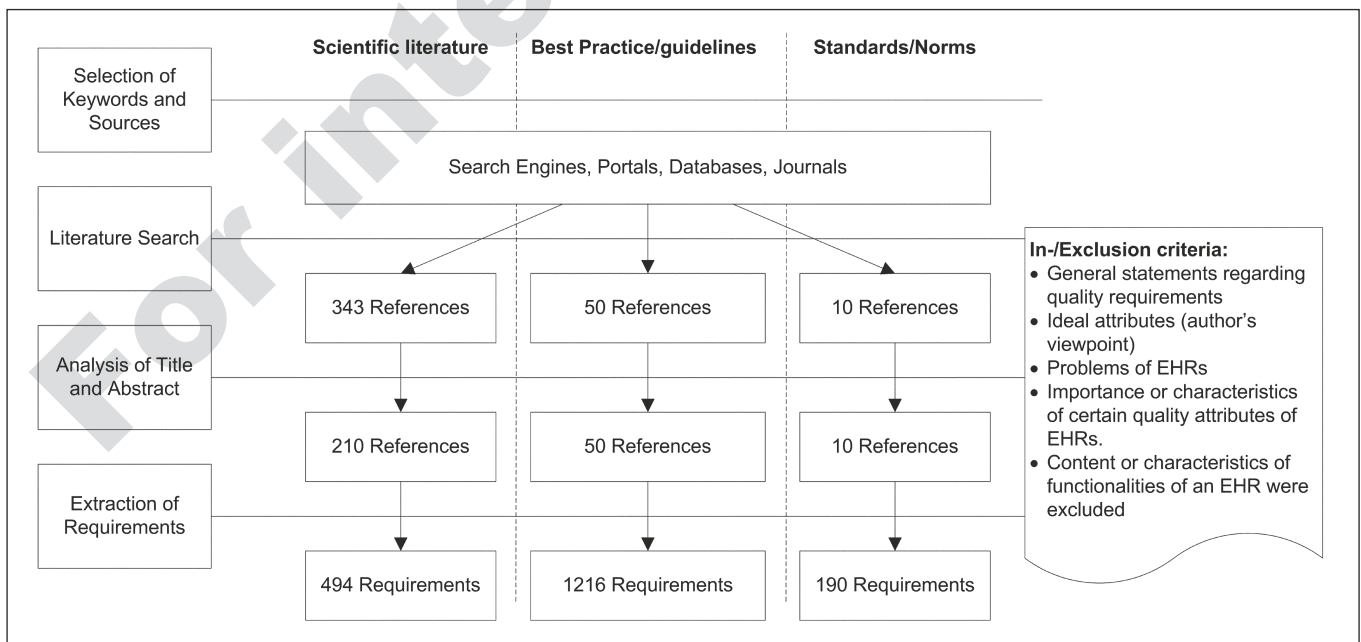 Scientific literature
Best Practice/guidelines
Standards/Norms
Selection of
Keywords and
Sources
Search Engines, Portals, Databases, Journals
Literature Search
343 References
50 References
10 References
Analysis of Title
and Abstract
210 References
50 References
10 References
Extraction of
Requirements
494 Requirements
1216 Requirements
190 Requirements
In-/Exclusion criteria:
• General statements regarding
quality requirements
• Ideal attributes (author's
viewpoint)
• Problems of EHRs
• Importance or characteristics
of certain quality attributes of
EHRs.
• Content or characteristics of
functionalities of an EHR were
excluded
For inte